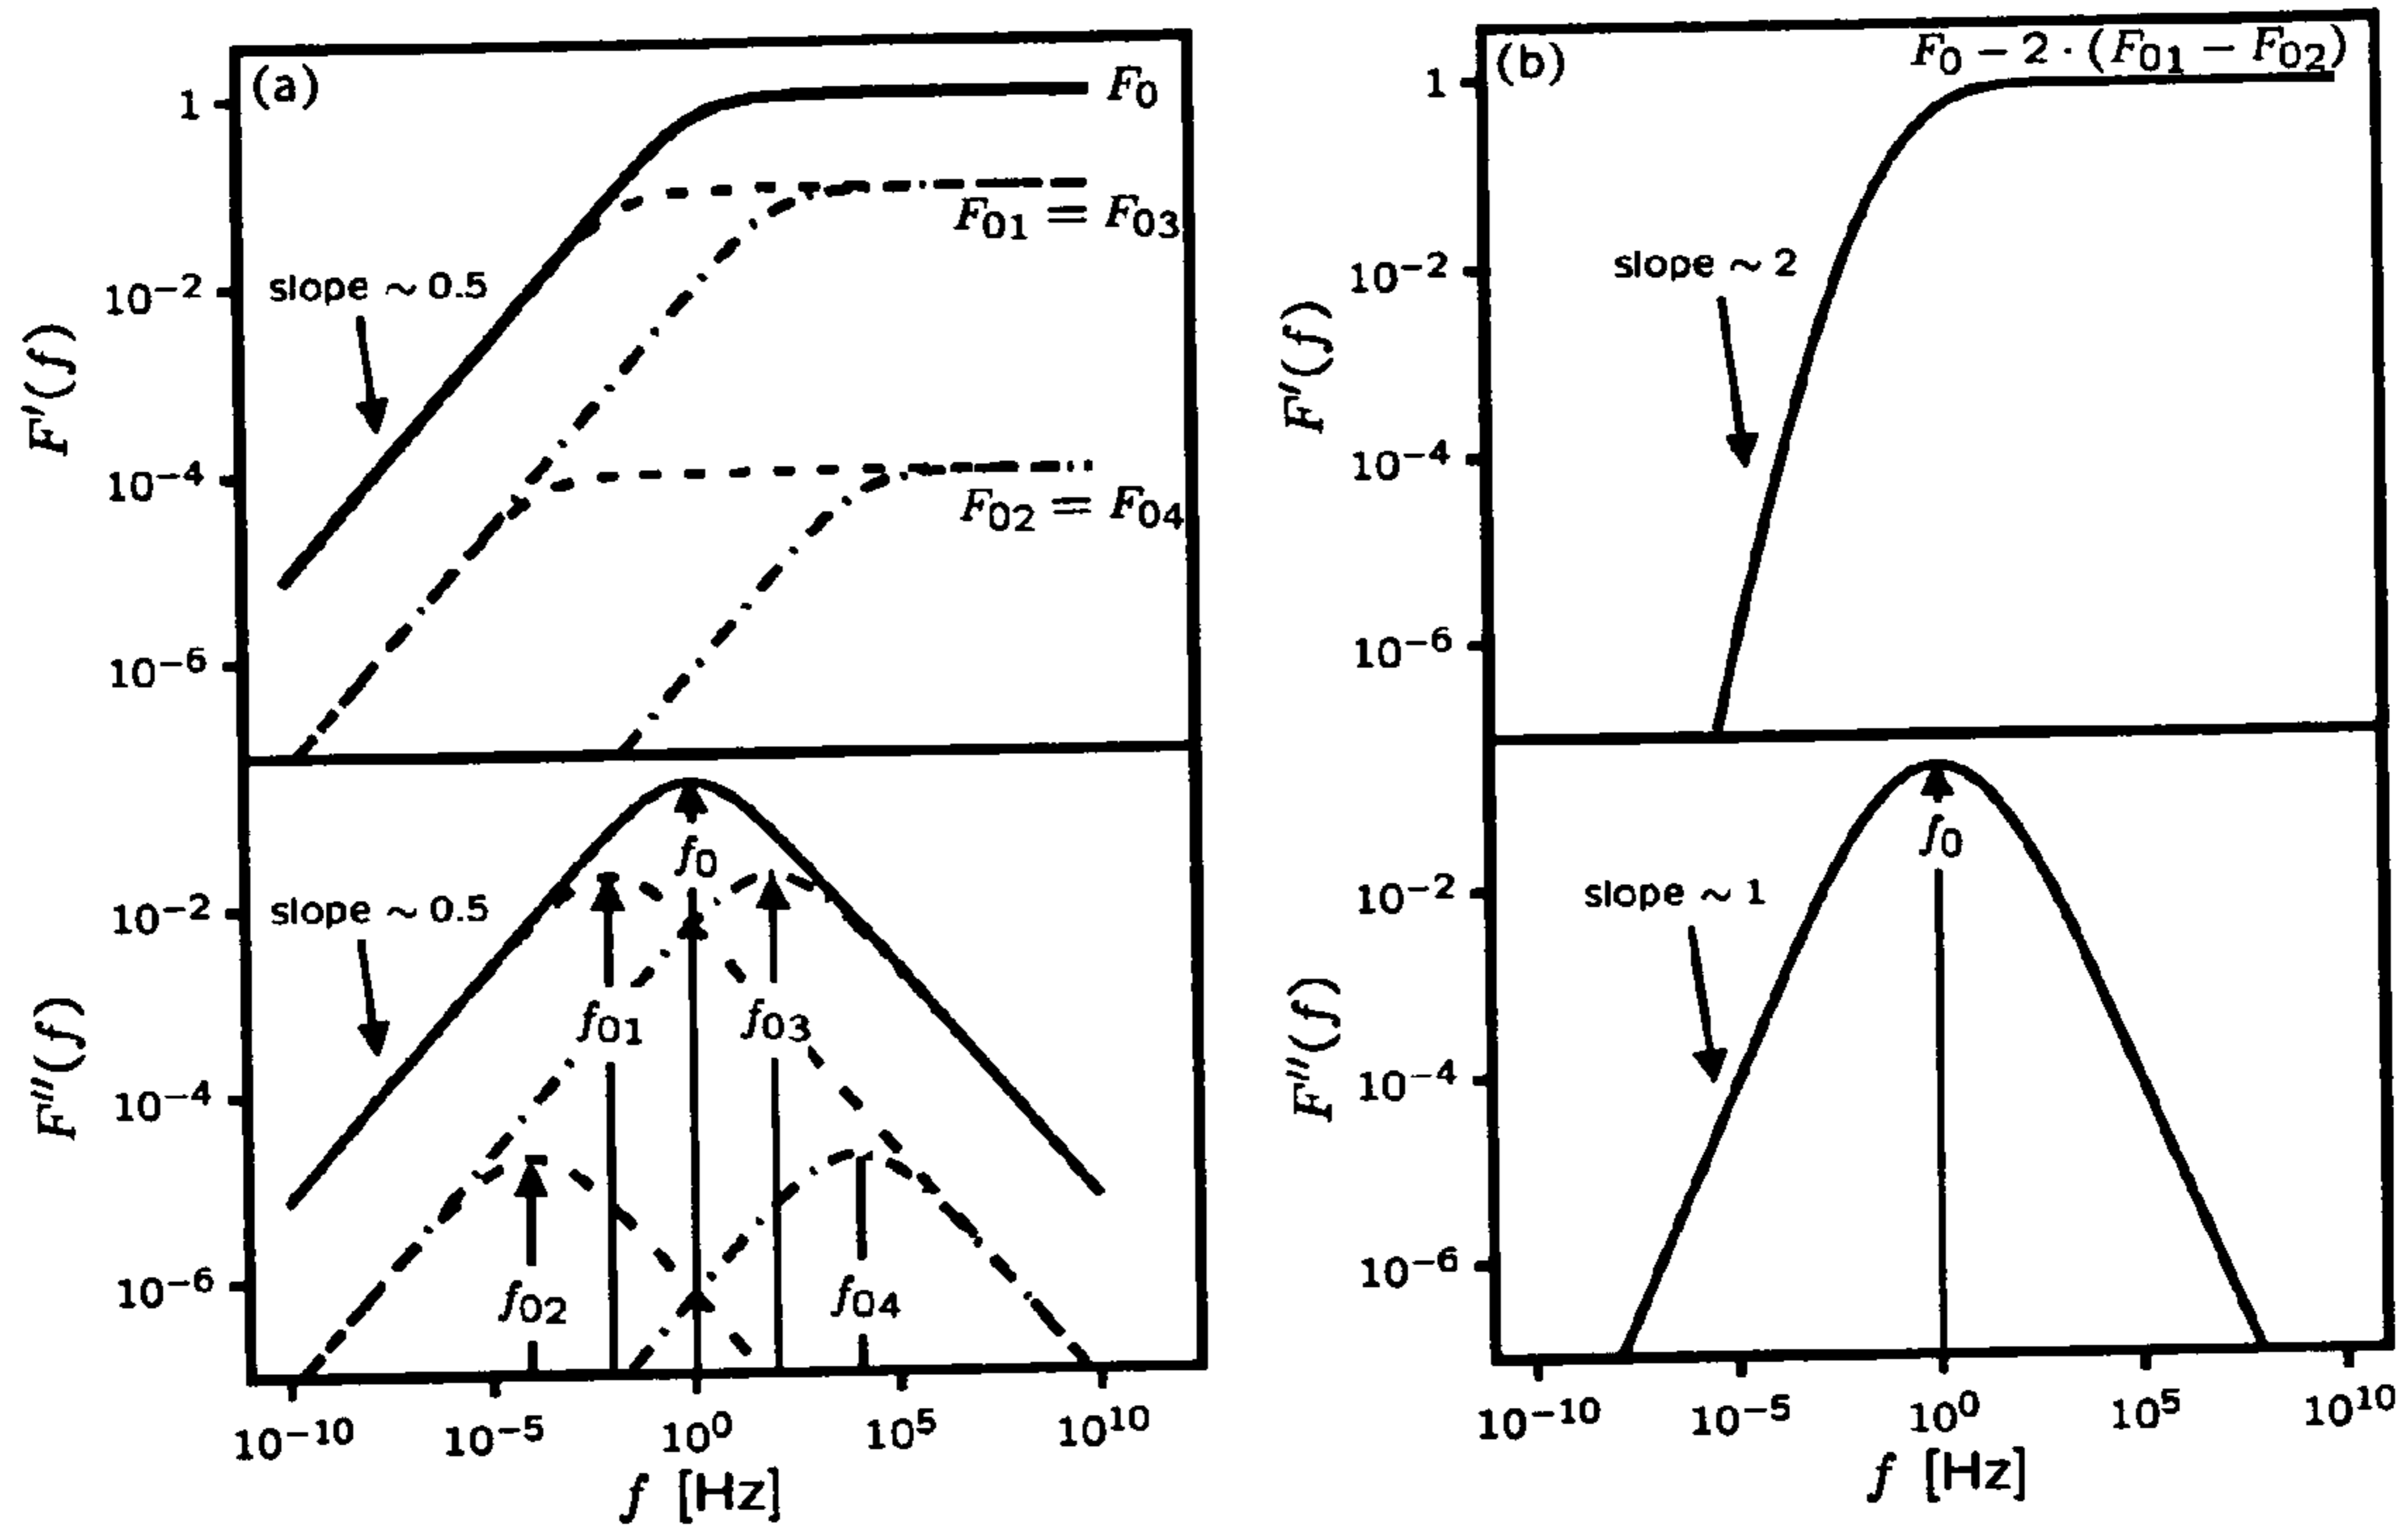 (a)
F₀
1
F₀₁ = F₀₃
slope ~ 0.5
10⁻²
F′(f)
10⁻⁴
F₀₂ = F₀₄
10⁻⁶
f₀
10⁻²
slope ~ 0.5
f₀₁
f₀₃
F″(f)
10⁻⁴
10⁻⁶
f₀₂
f₀₄
10⁻¹⁰
10⁻⁵
10⁰
10⁵
10¹⁰
f [Hz]
(b)
F₀ − 2 · (F₀₁ − F₀₂)
1
slope ~ 2
10⁻²
F′(f)
10⁻⁴
10⁻⁶
f₀
10⁻²
slope ~ 1
F″(f)
10⁻⁴
10⁻⁶
10⁻¹⁰
10⁻⁵
10⁰
10⁵
10¹⁰
f [Hz]